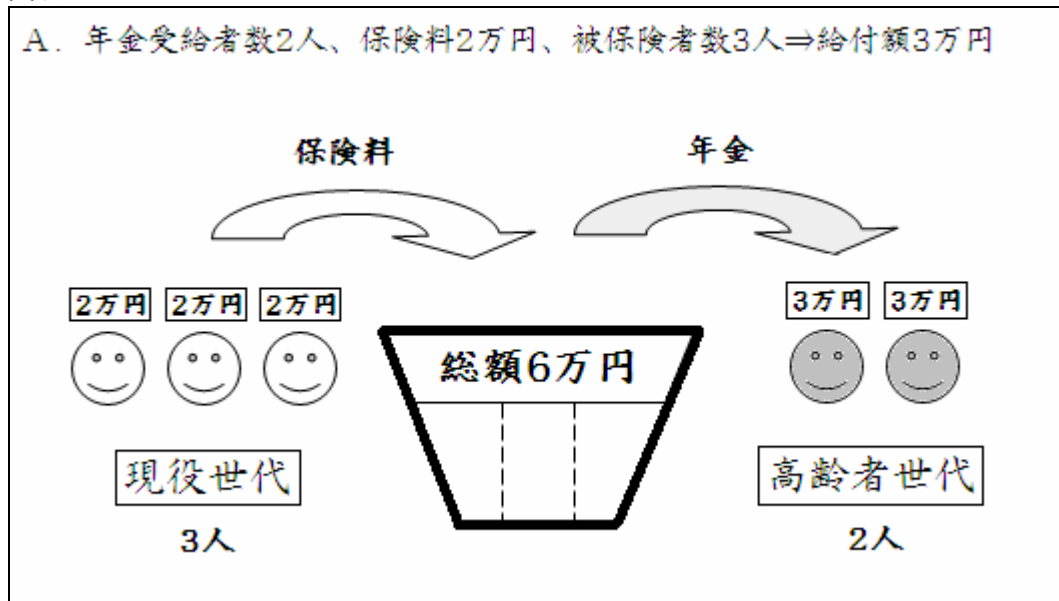 A．年金受給者数2人、保険料2万円、被保険者数3人⇒給付額3万円
保険料
年金
2万円 2万円 2万円
3万円 3万円
総額6万円
現役世代
高齢者世代
3人
2人